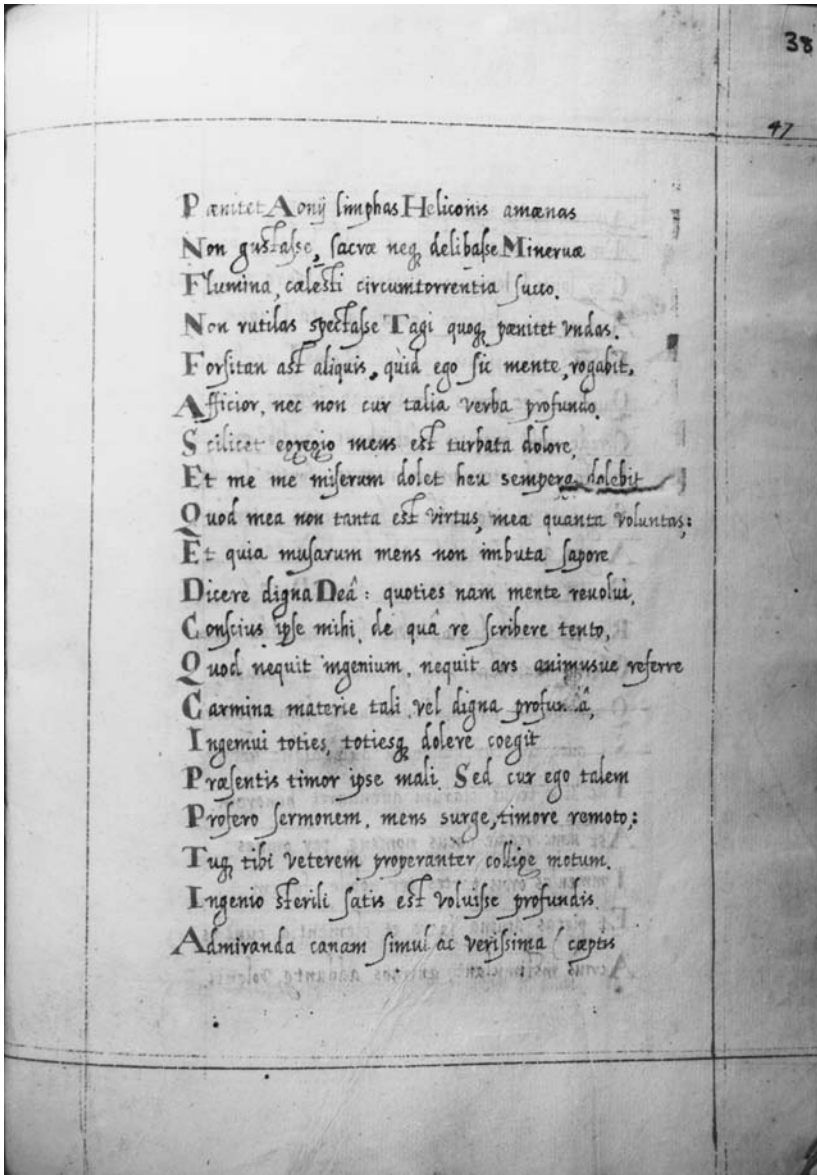 38
47
Pænitet Aonij limphas Heliconis amænas
Non gustasse, sacræ neq; delibasse Mineruæ
Flumina, cælesti circumtorrentia succo.
Non rutilas spectasse Tagi quoq; pænitet vndas.
Forsitan ast aliquis, quid ego sic mente, rogabit,
Afficior, nec non cur talia verba profundo.
Scilicet egregio mens est turbata dolore,
Et me me miserum dolet heu semperq; dolebit
Quod mea non tanta est virtus, mea quanta voluntas:
Et quia musarum mens non imbuta sapore
Dicere digna Deâ: quoties nam mente reuolui,
Conscius ipse mihi, de quâ re scribere tento,
Quod nequit ingenium, nequit ars animusùe referre
Carmina materie tali, vel digna
Ingemui toties, totiesq; dolere coegit
Præsentis timor ipse mali. Sed cur ego talem
Profero sermonem, mens surge, timore remoto;
Tuq; tibi veterem properanter collige motum.
Ingenio sterili satis est voluisse profundis.
Admiranda canam simul ac verissima (cæptis